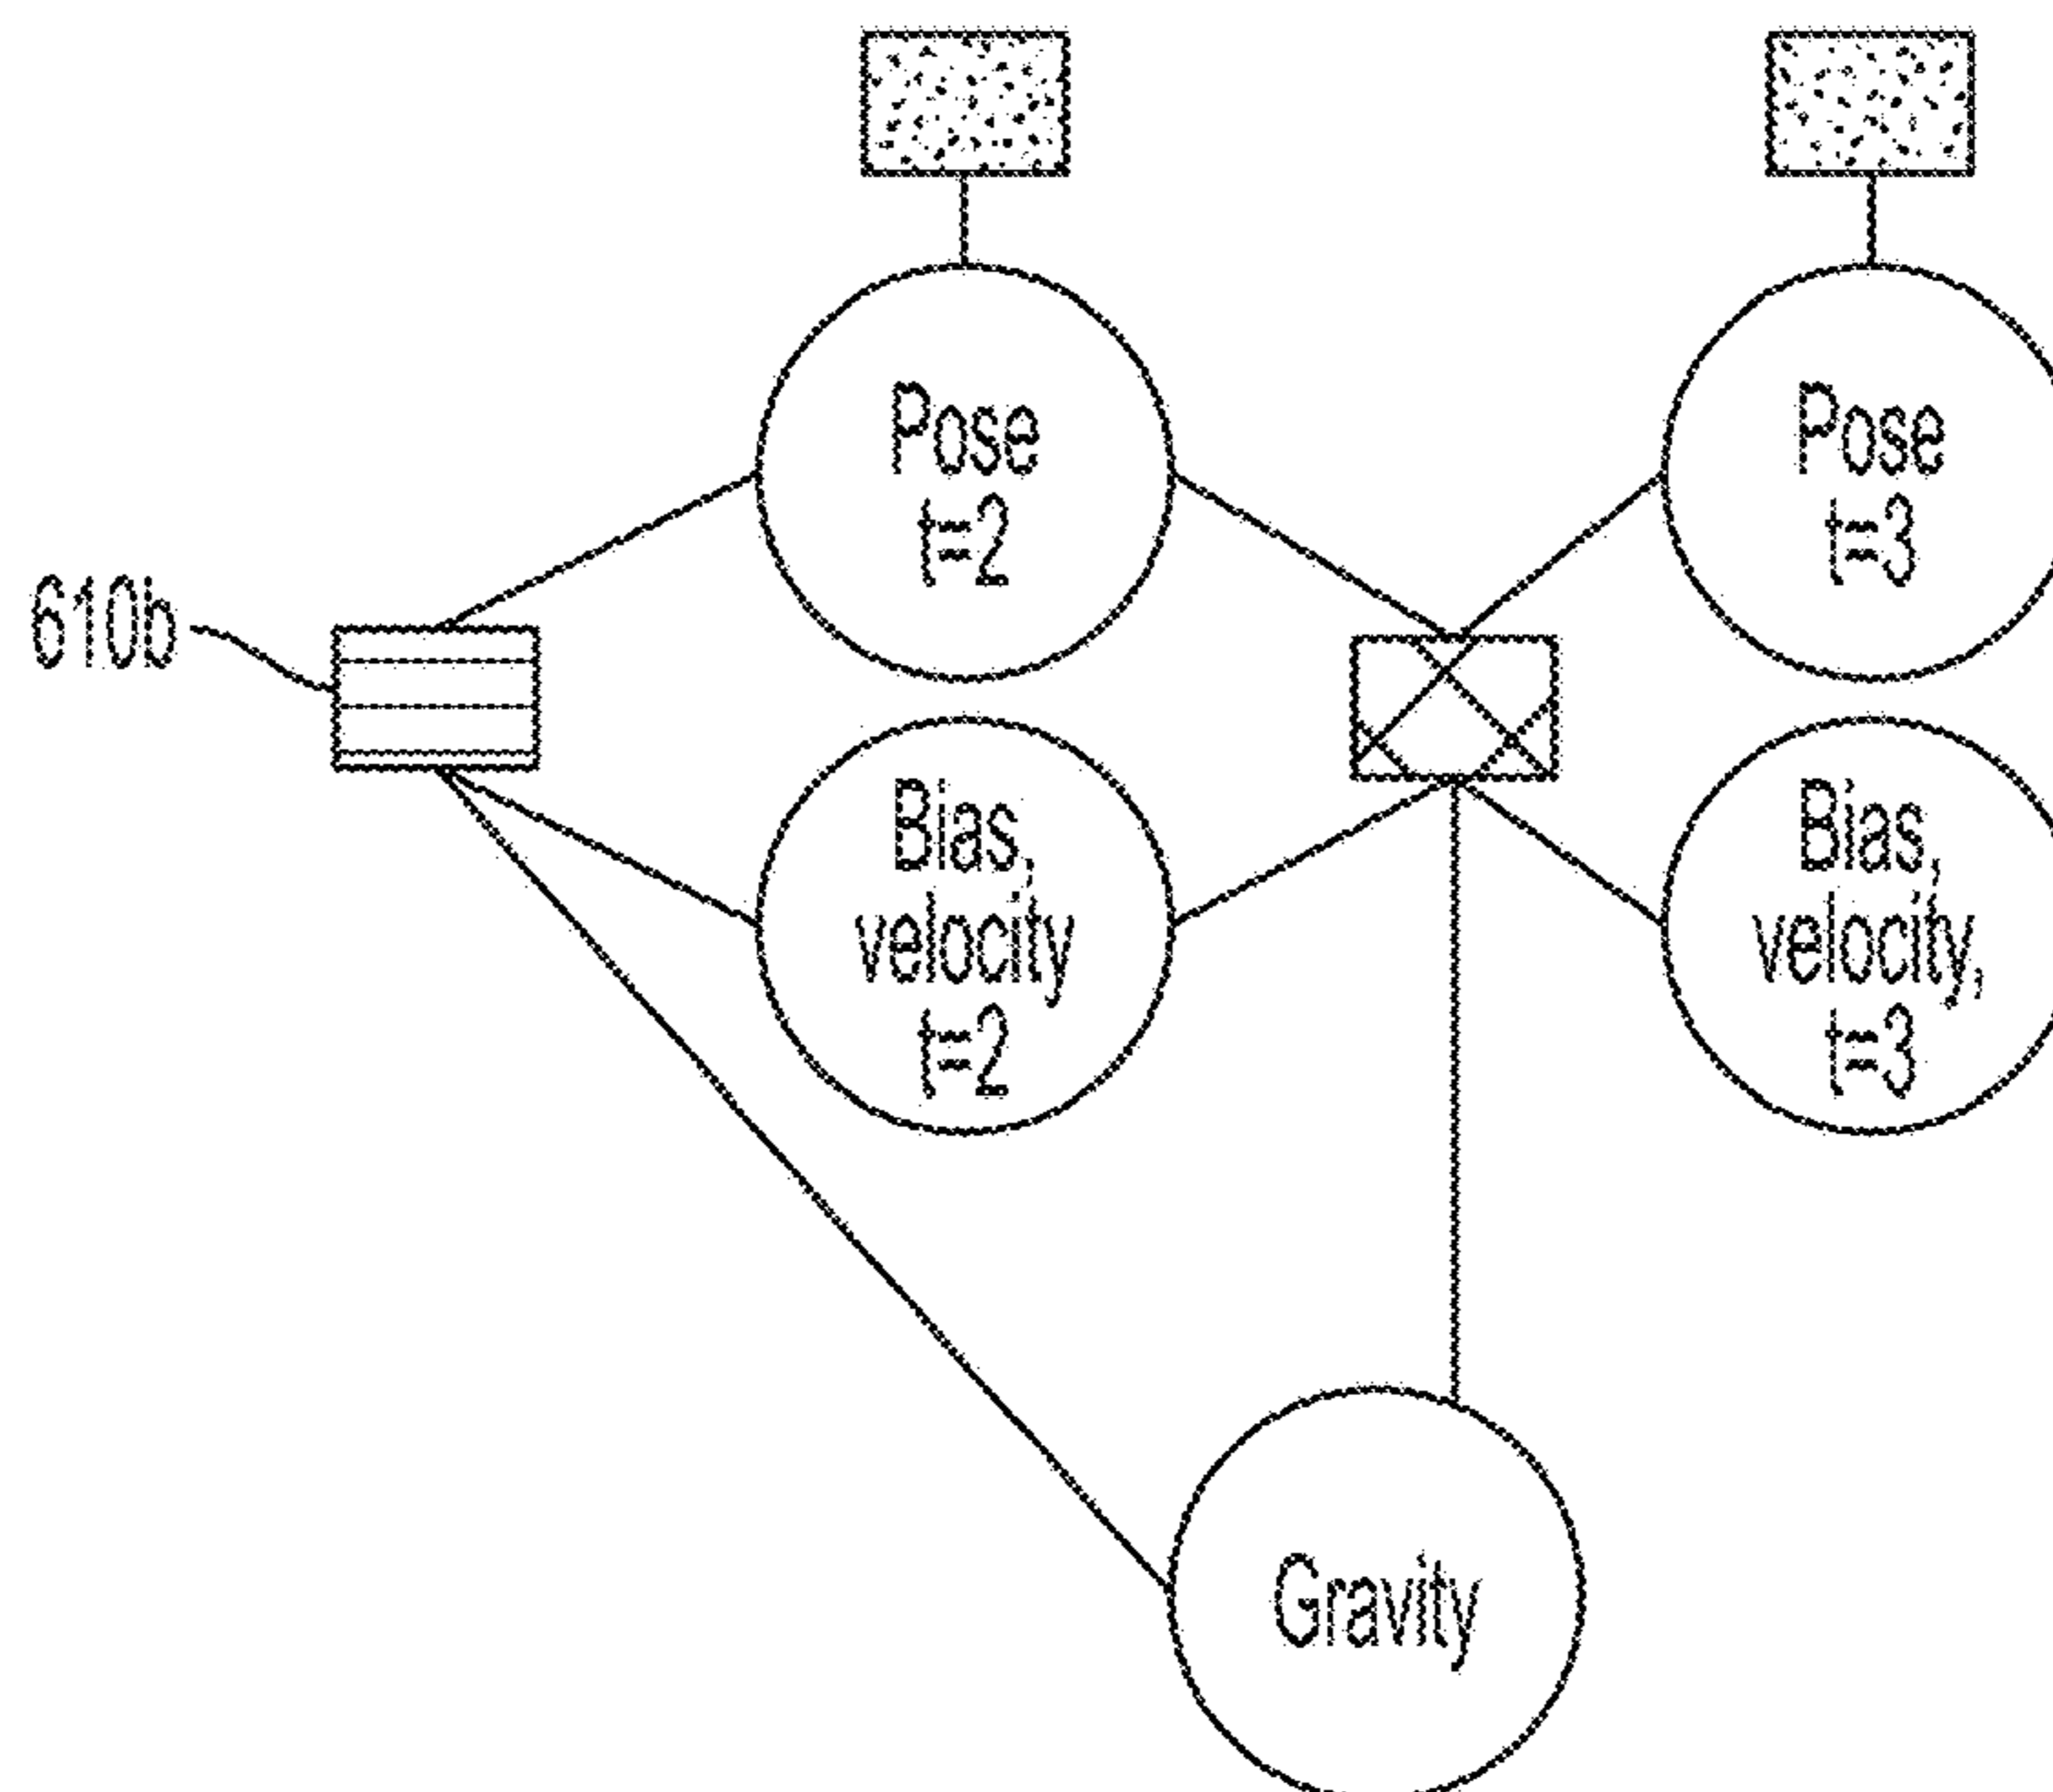 Pose
t=2
Pose
t=3
610b
Bias,
velocity
t=2
Bias,
velocity,
t=3
Gravity